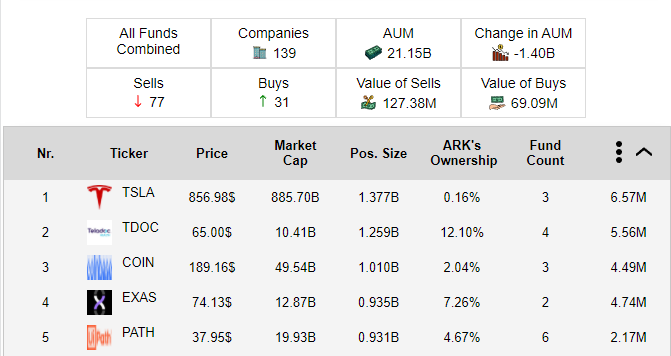 All Funds Combined
Companies
139
AUM
21.15B
Change in AUM
-1.40B
Sells
↓ 77
Buys
↑ 31
Value of Sells
127.38M
Value of Buys
69.09M
Nr. Ticker Price Market Cap Pos. Size ARK's Ownership Fund Count
1 TSLA 856.98$ 885.70B 1.377B 0.16% 3 6.57M
2 Teladoc TDOC 65.00$ 10.41B 1.259B 12.10% 4 5.56M
3 COIN 189.16$ 49.54B 1.010B 2.04% 3 4.49M
4 X EXAS 74.13$ 12.87B 0.935B 7.26% 2 4.74M
5 UiPath PATH 37.95$ 19.93B 0.931B 4.67% 6 2.17M